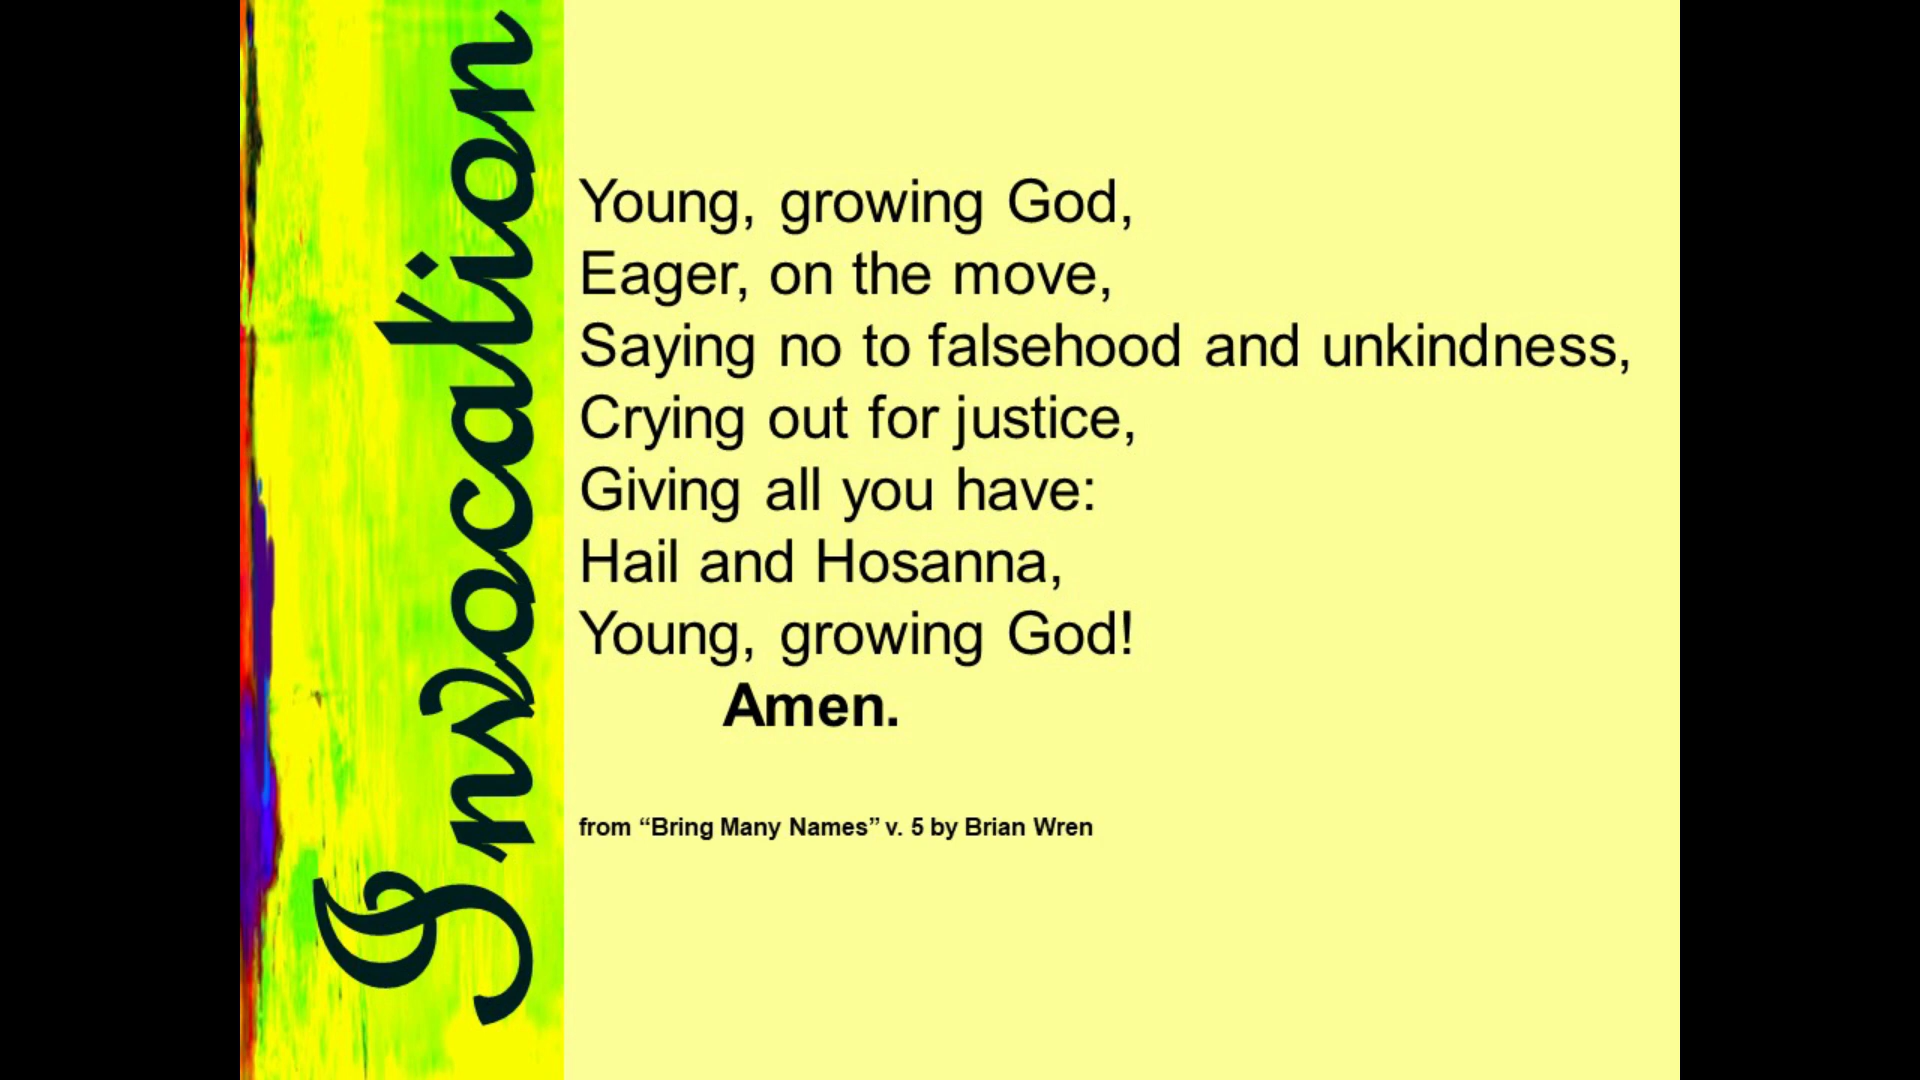 Invocation
Young, growing God,
Eager, on the move,
Saying no to falsehood and unkindness,
Crying out for justice,
Giving all you have:
Hail and Hosanna,
Young, growing God!
Amen.
from “Bring Many Names” v. 5 by Brian Wren